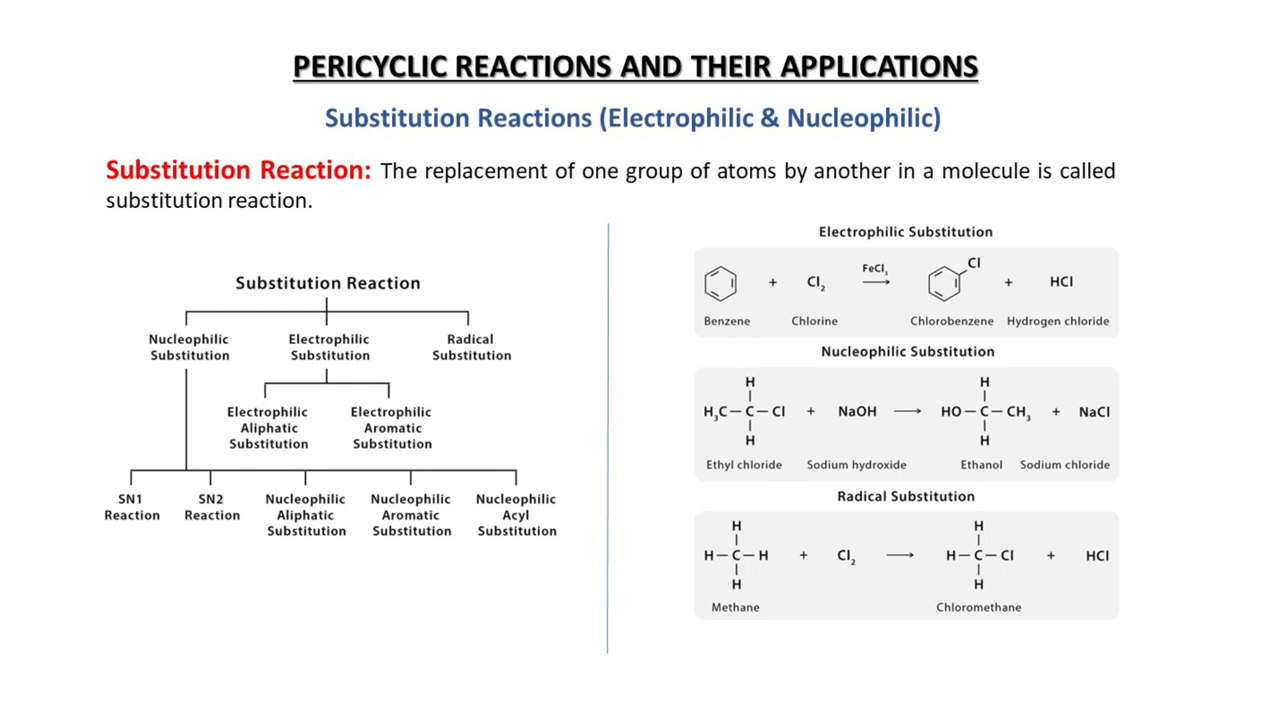 PERICYCLIC REACTIONS AND THEIR APPLICATIONS
Substitution Reactions (Electrophilic & Nucleophilic)
Substitution Reaction: The replacement of one group of atoms by another in a molecule is called
substitution reaction.
Substitution Reaction
Nucleophilic
Substitution
Electrophilic
Substitution
Radical
Substitution
Electrophilic
Aliphatic
Substitution
Electrophilic
Aromatic
Substitution
SN1
Reaction
SN2
Reaction
Nucleophilic
Aliphatic
Substitution
Nucleophilic
Aromatic
Substitution
Nucleophilic
Acyl
Substitution
Electrophilic Substitution
+ Cl₂ FeCl₃ ⟶ Cl + HCl
Benzene Chlorine Chlorobenzene Hydrogen chloride
Nucleophilic Substitution
H H
H₃C – C – Cl + NaOH ⟶ HO – C – CH₃ + NaCl
H H
Ethyl chloride Sodium hydroxide Ethanol Sodium chloride
Radical Substitution
H H
H – C – H + Cl₂ ⟶ H – C – Cl + HCl
H H
Methane Chloromethane